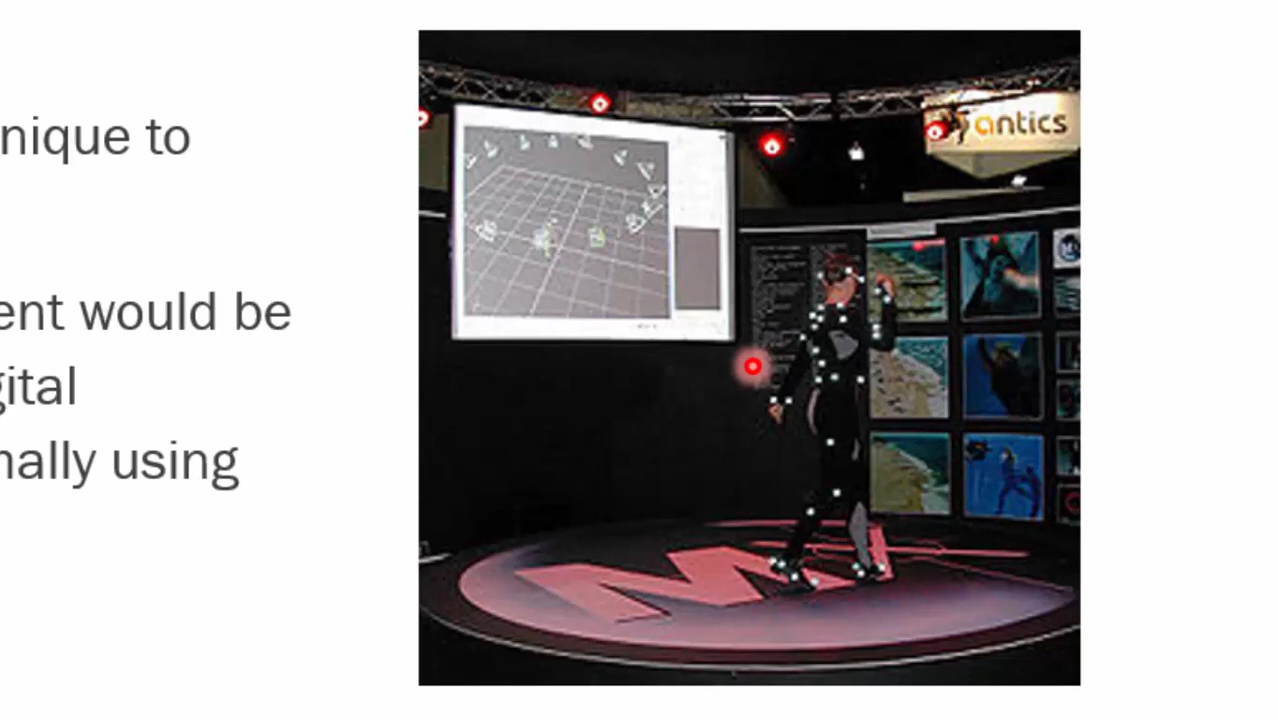 nique to
ent would be
gital
nally using
antics